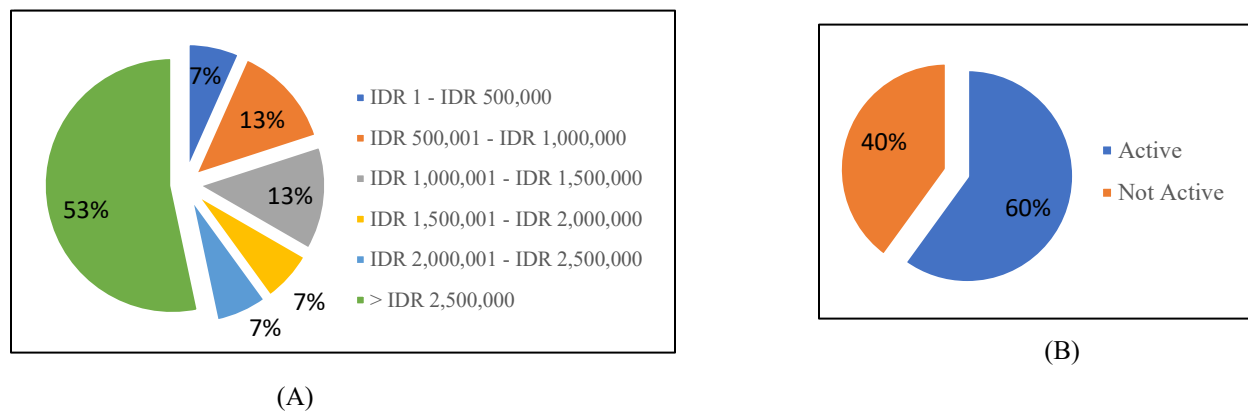 7%
13%
13%
7%
7%
53%
IDR 1 - IDR 500,000
IDR 500,001 - IDR 1,000,000
IDR 1,000,001 - IDR 1,500,000
IDR 1,500,001 - IDR 2,000,000
IDR 2,000,001 - IDR 2,500,000
> IDR 2,500,000
(A)
40%
60%
Active
Not Active
(B)